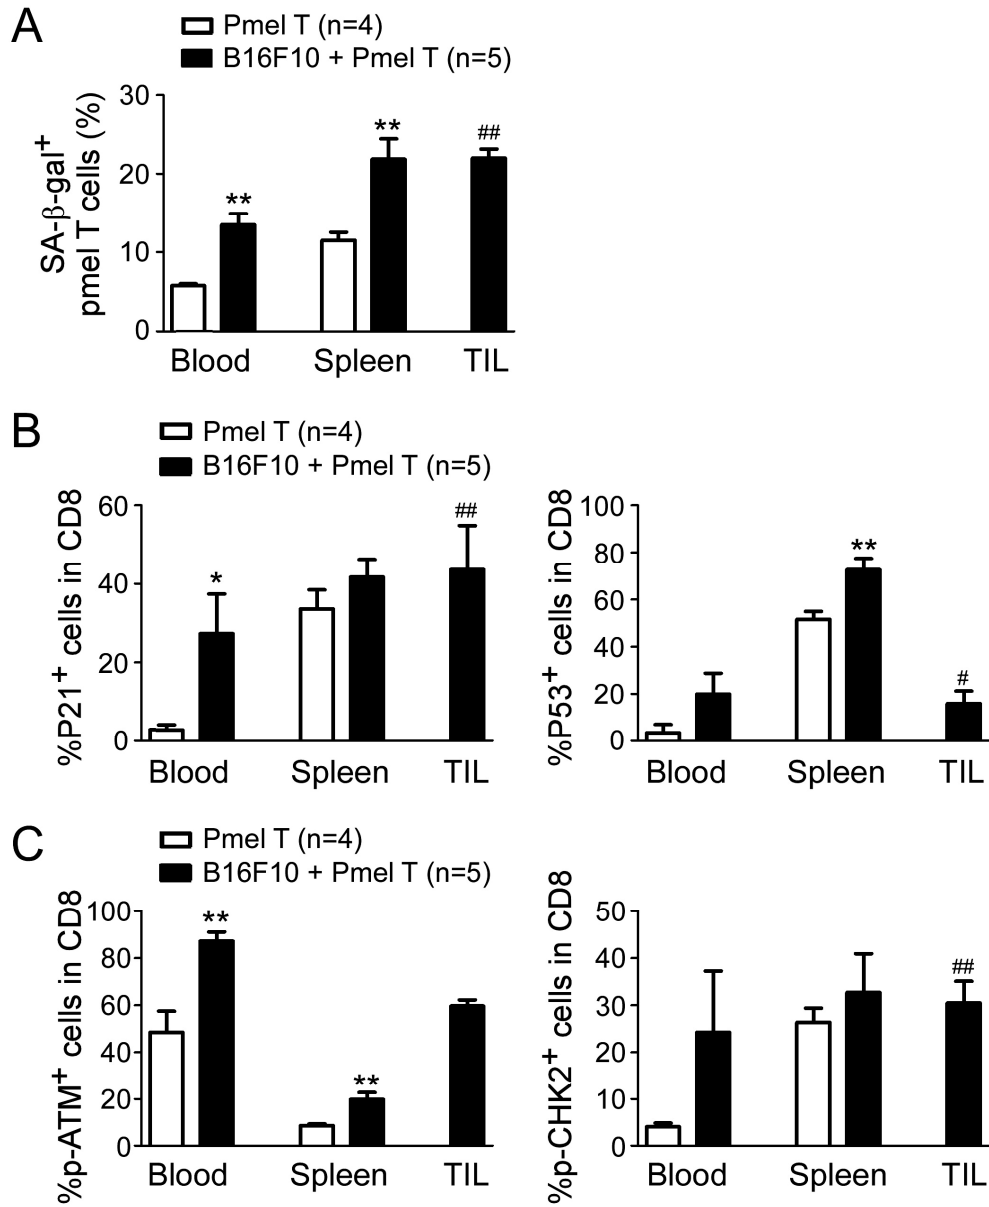 A
Pmel T (n=4)
B16F10 + Pmel T (n=5)
SA-β-gal+
pmel T cells (%)
30
20
10
0
**
**
##
Blood
Spleen
TIL
B
Pmel T (n=4)
B16F10 + Pmel T (n=5)
%P21+ cells in CD8
60
40
20
0
*
##
Blood
Spleen
TIL
%P53+ cells in CD8
100
80
60
40
20
0
**
#
Blood
Spleen
TIL
C
Pmel T (n=4)
B16F10 + Pmel T (n=5)
%p-ATM+ cells in CD8
100
80
60
40
20
0
**
**
Blood
Spleen
TIL
%p-CHK2+ cells in CD8
50
40
30
20
10
0
##
Blood
Spleen
TIL